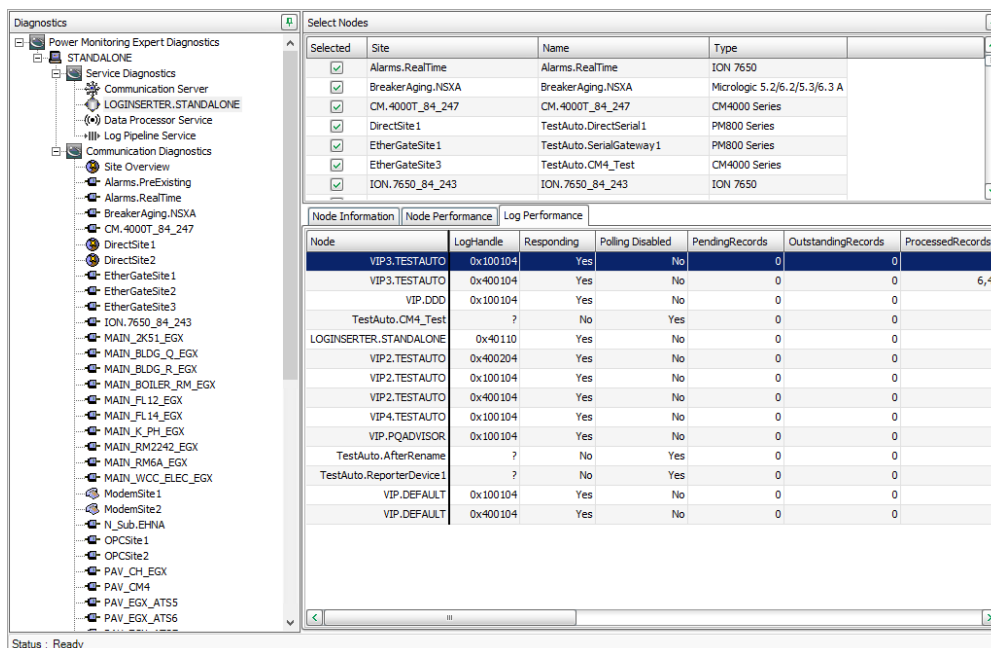 Diagnostics
Power Monitoring Expert Diagnostics
STANDALONE
Service Diagnostics
Communication Server
LOGINSERTER.STANDALONE
Data Processor Service
Log Pipeline Service
Communication Diagnostics
Site Overview
Alarms.PreExisting
Alarms.RealTime
BreakerAging.NSXA
CM.4000T_84_247
DirectSite1
DirectSite2
EtherGateSite1
EtherGateSite2
EtherGateSite3
ION.7650_84_243
MAIN_2K51_EGX
MAIN_BLDG_Q_EGX
MAIN_BLDG_R_EGX
MAIN_BOILER_RM_EGX
MAIN_FL12_EGX
MAIN_FL14_EGX
MAIN_K_PH_EGX
MAIN_RM2242_EGX
MAIN_RM6A_EGX
MAIN_WCC_ELEC_EGX
ModemSite1
ModemSite2
N_Sub.EHNA
OPCSite1
OPCSite2
PAV_CH_EGX
PAV_CM4
PAV_EGX_ATS5
PAV_EGX_ATS6
Select Nodes
Selected Site Name Type
Alarms.RealTime Alarms.RealTime ION 7650
BreakerAging.NSXA BreakerAging.NSXA Micrologic 5.2/6.2/5.3/6.3 A
CM.4000T_84_247 CM.4000T_84_247 CM4000 Series
DirectSite1 TestAuto.DirectSerial1 PM800 Series
EtherGateSite1 TestAuto.SerialGateway1 PM800 Series
EtherGateSite3 TestAuto.CM4_Test CM4000 Series
ION.7650_84_243 ION.7650_84_243 ION 7650
Node Information Node Performance Log Performance
Node LogHandle Responding Polling Disabled PendingRecords OutstandingRecords ProcessedRecords
VIP3.TESTAUTO 0x100104 Yes No 0 0
VIP3.TESTAUTO 0x400104 Yes No 0 0 6,4
VIP.DDD 0x100104 Yes No 0 0
TestAuto.CM4_Test ? No Yes 0 0
LOGINSERTER.STANDALONE 0x40110 Yes No 0 0
VIP2.TESTAUTO 0x400204 Yes No 0 0
VIP2.TESTAUTO 0x100104 Yes No 0 0
VIP2.TESTAUTO 0x400104 Yes No 0 0
VIP4.TESTAUTO 0x100104 Yes No 0 0
VIP.PQADVISOR 0x100104 Yes No 0 0
TestAuto.AfterRename ? No Yes 0 0
TestAuto.ReporterDevice1 ? No Yes 0 0
VIP.DEFAULT 0x100104 Yes No 0 0
VIP.DEFAULT 0x400104 Yes No 0 0
Status : Ready